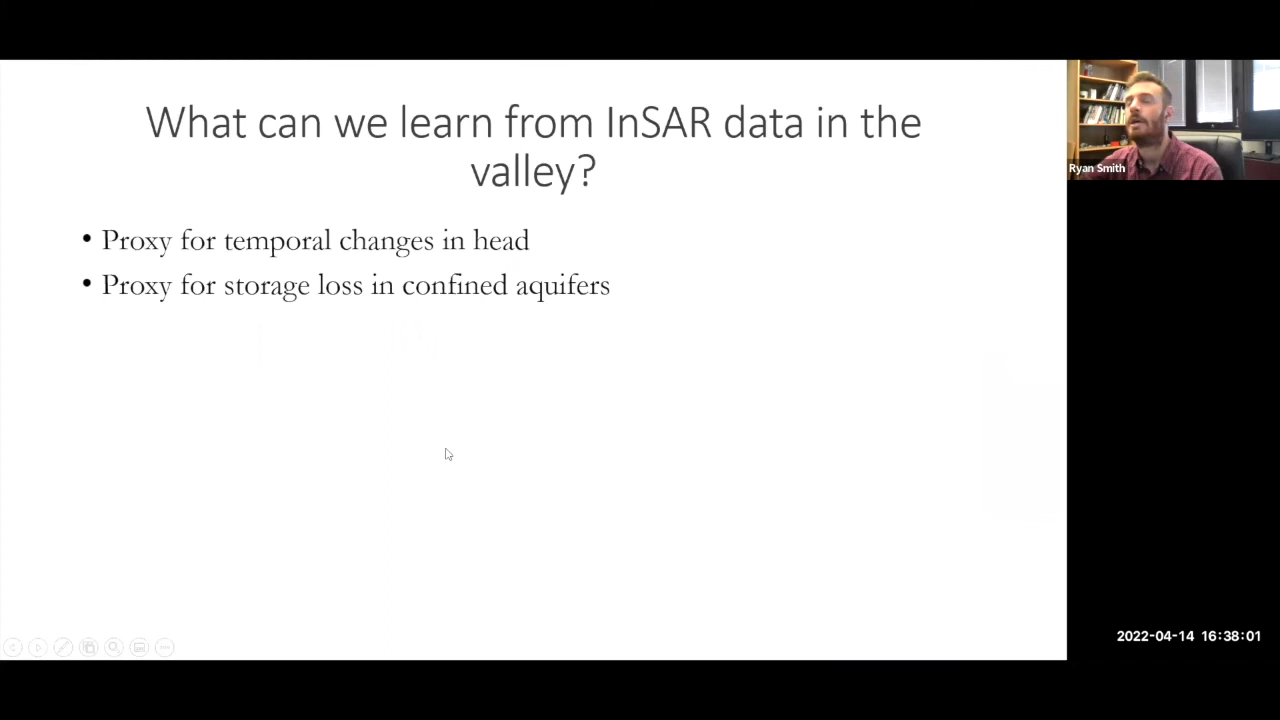 What can we learn from InSAR data in the
valley?
• Proxy for temporal changes in head
• Proxy for storage loss in confined aquifers
Ryan Smith
2022-04-14 16:38:01